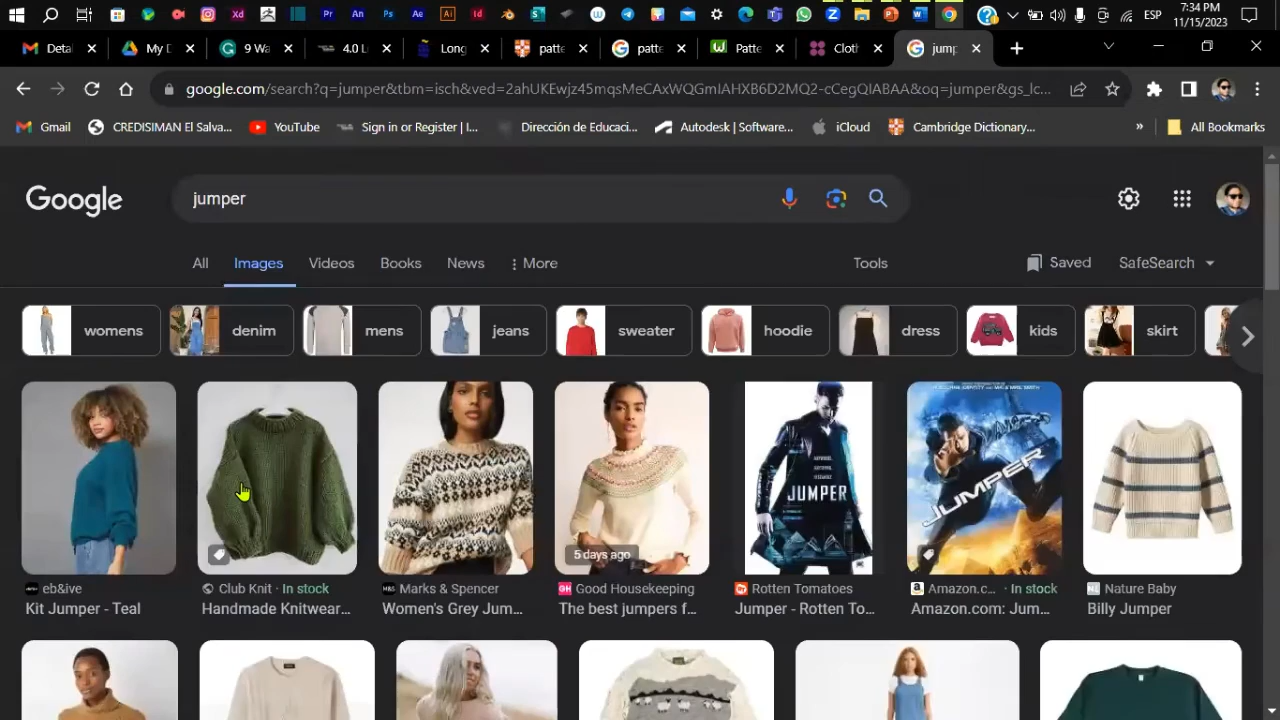 7:34 PM
ESP
11/15/2023
Detai
My D
9 Wa
4.0 L
Long
patte
patte
Patte
Cloth
jump
google.com/search?q=jumper&tbm=isch&ved=2ahUKEwjz45mqsMeCAxWQGmIAHXB6D2MQ2-cCegQIABAA&oq=jumper&gs_lc...
Gmail
CREDISIMAN El Salva...
YouTube
Sign in or Register | I...
Dirección de Educaci...
Autodesk | Software...
iCloud
Cambridge Dictionary...
»
All Bookmarks
Google
jumper
All
Images
Videos
Books
News
More
Tools
Saved
SafeSearch
womens
denim
mens
jeans
sweater
hoodie
dress
kids
skirt
JUMPER
JUMPER
5 days ago
eb&ive
Club Knit · In stock
Marks & Spencer
Good Housekeeping
Rotten Tomatoes
Amazon.c... · In stock
Nature Baby
Kit Jumper - Teal
Handmade Knitwear...
Women's Grey Jum...
The best jumpers f...
Jumper - Rotten To...
Amazon.com: Jum...
Billy Jumper